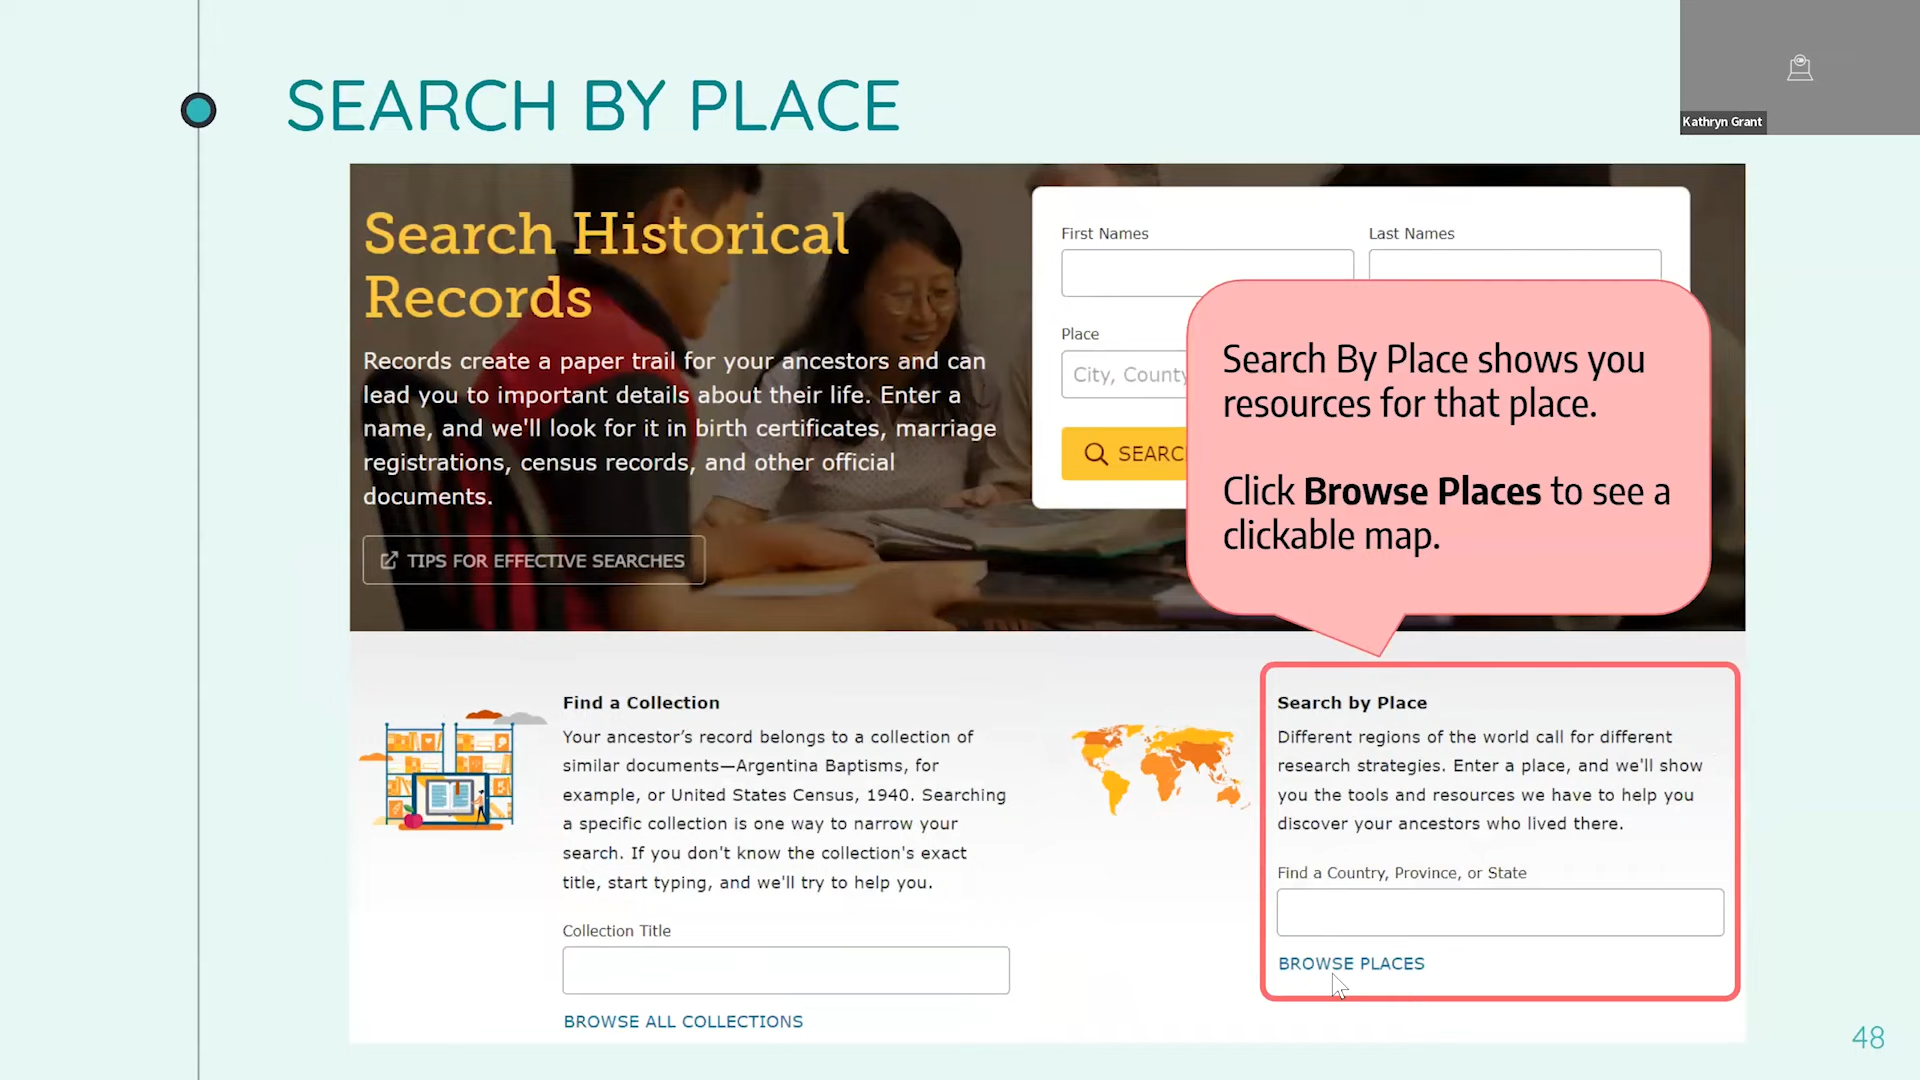 SEARCH BY PLACE
Kathryn Grant
Search Historical
Records
Records create a paper trail for your ancestors and can
lead you to important details about their life. Enter a
name, and we'll look for it in birth certificates, marriage
registrations, census records, and other official
documents.
TIPS FOR EFFECTIVE SEARCHES
First Names
Last Names
Place
City, County
SEARC
Search By Place shows you
resources for that place.
Click Browse Places to see a
clickable map.
Find a Collection
Your ancestor’s record belongs to a collection of
similar documents—Argentina Baptisms, for
example, or United States Census, 1940. Searching
a specific collection is one way to narrow your
search. If you don't know the collection's exact
title, start typing, and we'll try to help you.
Collection Title
BROWSE ALL COLLECTIONS
Search by Place
Different regions of the world call for different
research strategies. Enter a place, and we'll show
you the tools and resources we have to help you
discover your ancestors who lived there.
Find a Country, Province, or State
BROWSE PLACES
48